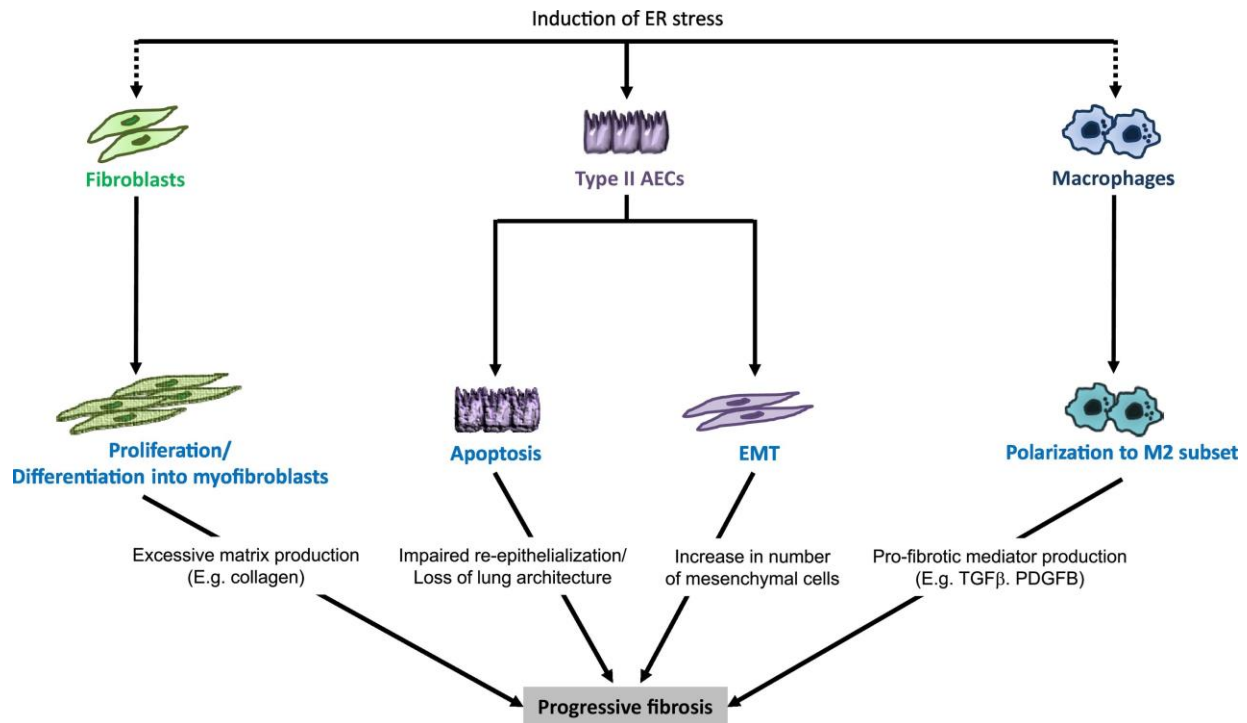 Induction of ER stress
Fibroblasts
Type II AECs
Macrophages
Proliferation/
Differentiation into myofibroblasts
Apoptosis
EMT
Polarization to M2 subset
Excessive matrix production
(E.g. collagen)
Impaired re-epithelialization/
Loss of lung architecture
Increase in number
of mesenchymal cells
Pro-fibrotic mediator production
(E.g. TGFβ. PDGFB)
Progressive fibrosis